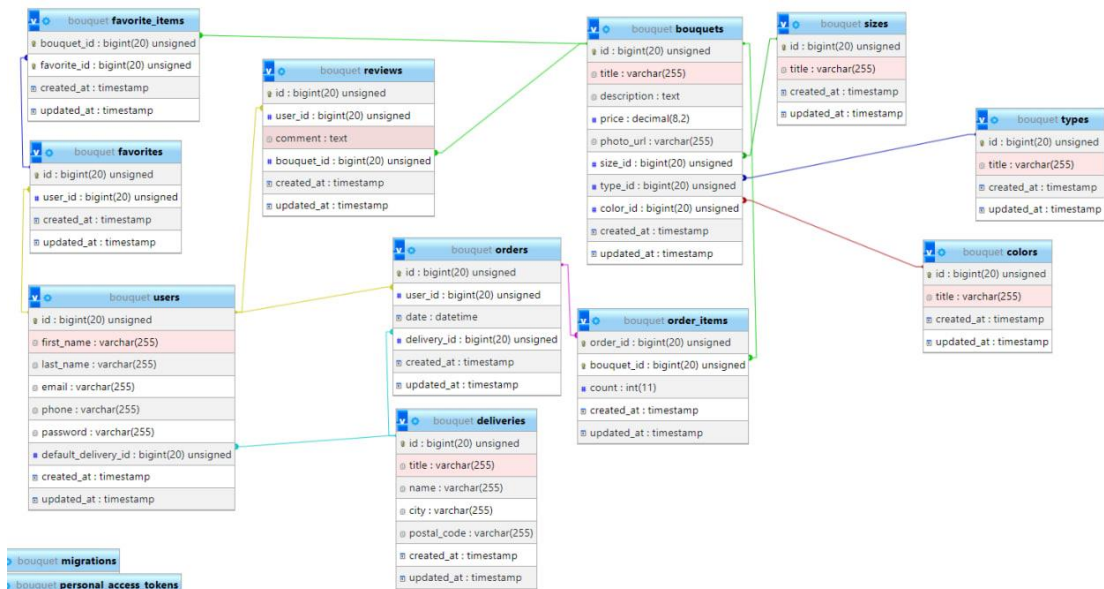 bouquet favorite_items
bouquet_id : bigint(20) unsigned
favorite_id : bigint(20) unsigned
created_at : timestamp
updated_at : timestamp
bouquet favorites
id : bigint(20) unsigned
user_id : bigint(20) unsigned
created_at : timestamp
updated_at : timestamp
bouquet reviews
id : bigint(20) unsigned
user_id : bigint(20) unsigned
comment : text
bouquet_id : bigint(20) unsigned
created_at : timestamp
updated_at : timestamp
bouquet bouquets
id : bigint(20) unsigned
title : varchar(255)
description : text
price : decimal(8,2)
photo_url : varchar(255)
size_id : bigint(20) unsigned
type_id : bigint(20) unsigned
color_id : bigint(20) unsigned
created_at : timestamp
updated_at : timestamp
bouquet sizes
id : bigint(20) unsigned
title : varchar(255)
created_at : timestamp
updated_at : timestamp
bouquet types
id : bigint(20) unsigned
title : varchar(255)
created_at : timestamp
updated_at : timestamp
bouquet colors
id : bigint(20) unsigned
title : varchar(255)
created_at : timestamp
updated_at : timestamp
bouquet users
id : bigint(20) unsigned
first_name : varchar(255)
last_name : varchar(255)
email : varchar(255)
phone : varchar(255)
password : varchar(255)
default_delivery_id : bigint(20) unsigned
created_at : timestamp
updated_at : timestamp
bouquet orders
id : bigint(20) unsigned
user_id : bigint(20) unsigned
date : datetime
delivery_id : bigint(20) unsigned
created_at : timestamp
updated_at : timestamp
bouquet order_items
order_id : bigint(20) unsigned
bouquet_id : bigint(20) unsigned
count : int(11)
created_at : timestamp
updated_at : timestamp
bouquet deliveries
id : bigint(20) unsigned
title : varchar(255)
name : varchar(255)
city : varchar(255)
postal_code : varchar(255)
created_at : timestamp
updated_at : timestamp
bouquet migrations
bouquet personal_access_tokens